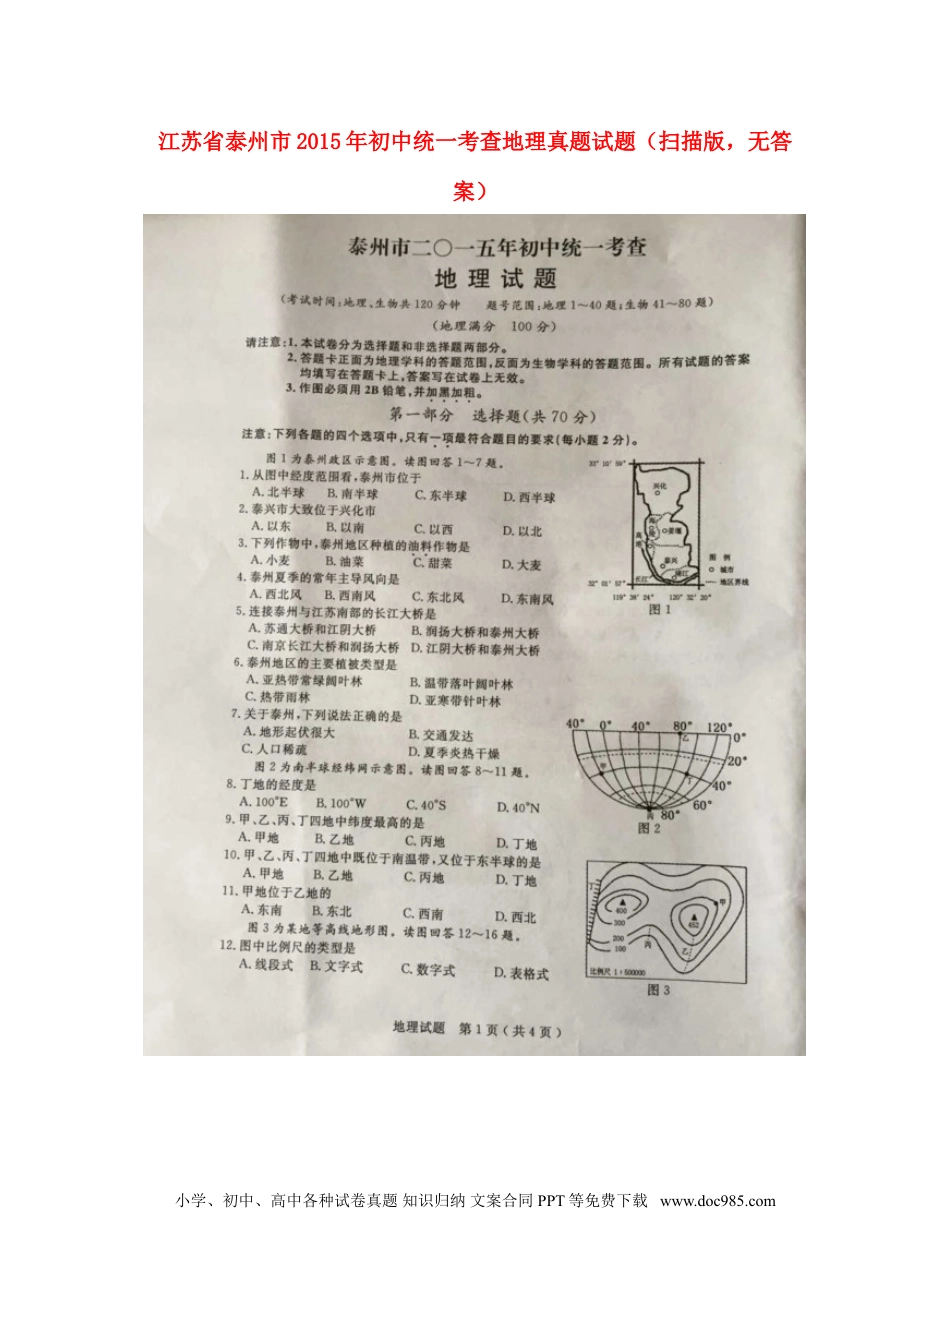 江苏省泰州市 2015 年初中统一考查地理真题试题（扫描版，无答
案）
泰州市二〇一五年初中统一考查
地 理 试 题
(考试时间:地理、生物共120分钟 题号范围:地理1～40题;生物41～80题)
(地理满分 100分)
请注意:1.本试卷分为选择题和非选择题两部分。
2.答题卡正面为地理学科的答题范围,反面为生物学科的答题范围。所有试题的答案
均填写在答题卡上,答案写在试卷上无效。
3.作图必须用2B铅笔,并加黑加粗。
第一部分 选择题(共70分)
注意:下列各题的四个选项中,只有一项最符合题目的要求(每小题2分)。
图1为泰州政区示意图。读图回答1～7题。
1.从图中经度范围看,泰州市位于
A.北半球 B.南半球 C.东半球 D.西半球
2.泰兴市大致位于兴化市
A.以东 B.以南 C.以西 D.以北
3.下列作物中,泰州地区种植的油料作物是
A.小麦 B.油菜 C.甜菜 D.大麦
4.泰州夏季的常年主导风向是
A.西北风 B.西南风 C.东北风 D.东南风
5.连接泰州与江苏南部的长江大桥是
A.苏通大桥和江阴大桥 B.润扬大桥和泰州大桥
C.南京长江大桥和润扬大桥 D.江阴大桥和泰州大桥
6.泰州地区的主要植被类型是
A.亚热带常绿阔叶林 B.温带落叶阔叶林
C.热带雨林 D.亚寒带针叶林
7.关于泰州,下列说法正确的是
A.地形起伏很大 B.交通发达
C.人口稀疏 D.夏季炎热干燥
图2为南半球经纬网示意图。读图回答8～11题。
8.丁地的经度是
A.100°E B.100°W C.40°S D.40°N
9.甲、乙、丙、丁四地中纬度最高的是
A.甲地 B.乙地 C.丙地 D.丁地
10.甲、乙、丙、丁四地中既位于南温带,又位于东半球的是
A.甲地 B.乙地 C.丙地 D.丁地
11.甲地位于乙地的
A.东南 B.东北 C.西南 D.西北
图3为某地等高线地形图。读图回答12～16题。
12.图中比例尺的类型是
A.线段式 B.文字式 C.数字式 D.表格式
33°10′59″
兴化
姜堰
泰兴
靖江
长江
32°01′57″
119°38′24″ 120°32′20″
图 例
城市
地区界线
图1
40° 0° 40° 80° 120°
0°
20°
40°
60°
80°
甲
乙
丙
丁
图2
丁
甲
400
300
452
200
100
丙
乙
比例尺 1:500000
图3
地理试题 第1页(共4页)
小学、初中、高中各种试卷真题 知识归纳 文案合同 PPT 等免费下载 www.doc985.com